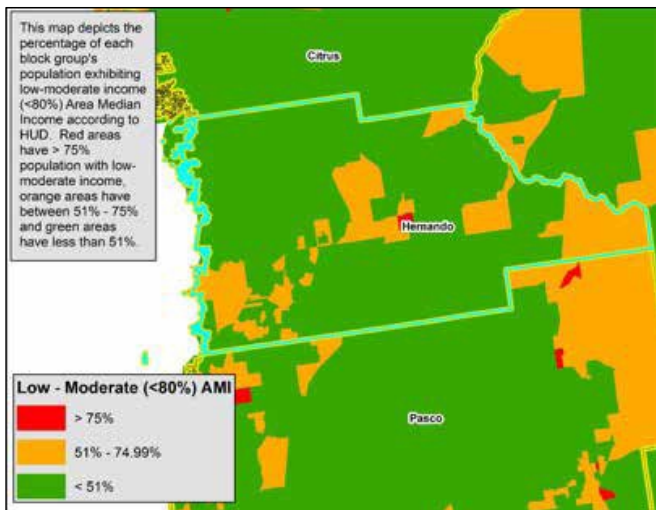 This map depicts the
percentage of each
block group's
population exhibiting
low-moderate income
(<80%) Area Median
Income according to
HUD. Red areas
have > 75%
population with low-
moderate income,
orange areas have
between 51% - 75%
and green areas
have less than 51%.
Citrus
Hernando
Pasco
Low - Moderate (<80%) AMI
> 75%
51% - 74.99%
< 51%